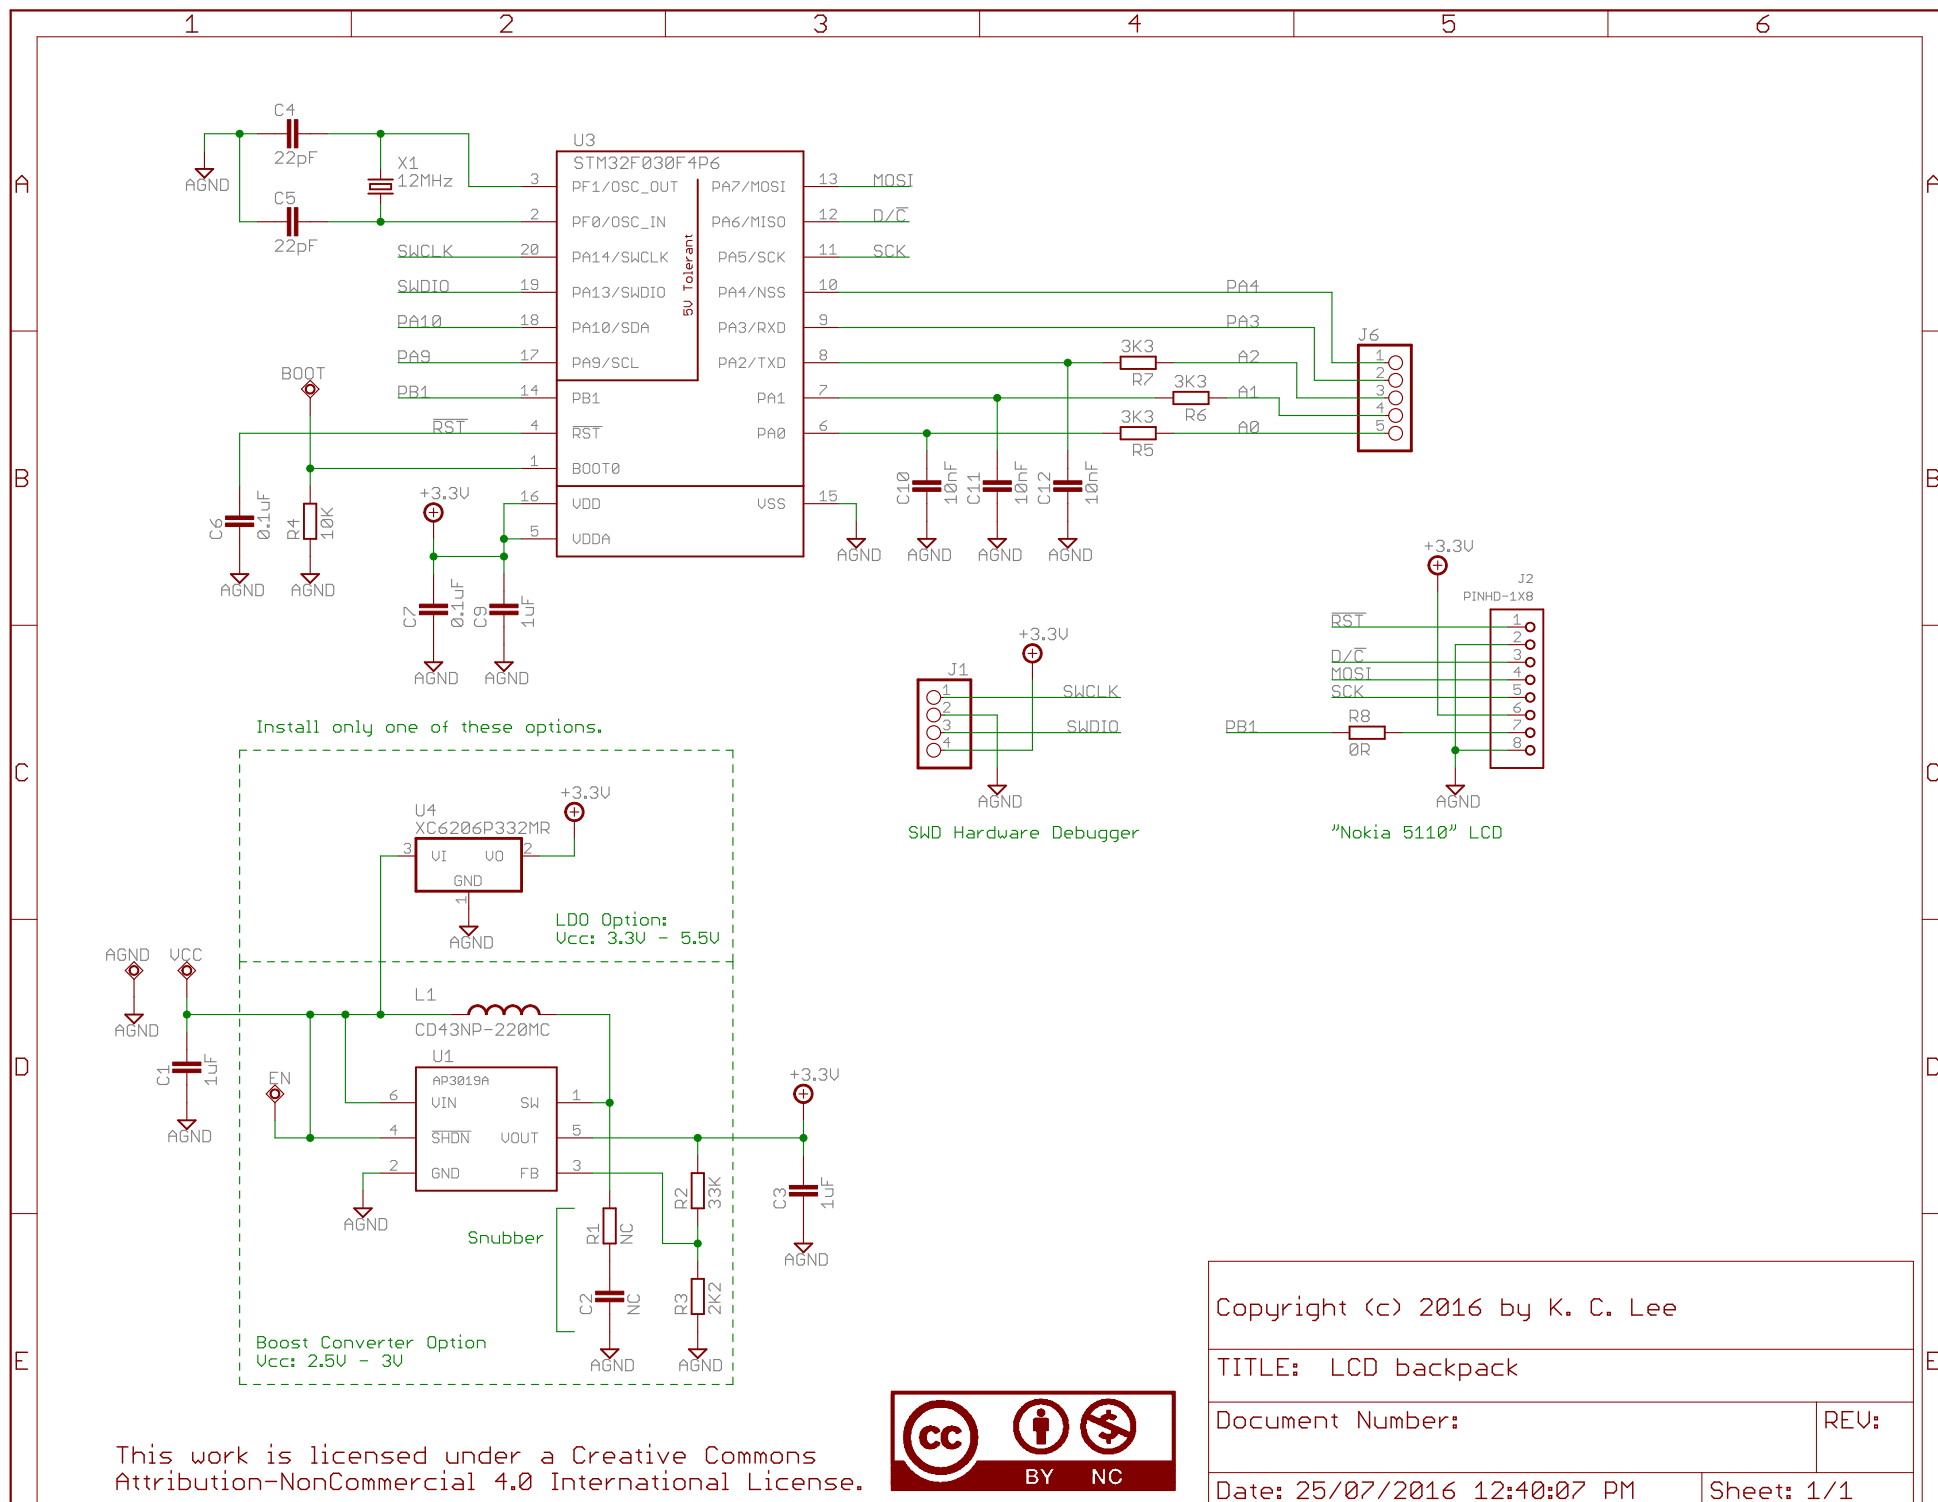 1 2 3 4 5 6
A
B
C
D
E
A
B
C
D
E
C4
22pF
AGND
X1
12MHz
C5
22pF
U3
STM32F030F4P6
3 PF1/OSC_OUT
2 PF0/OSC_IN
SWCLK 20 PA14/SWCLK
SWDIO 19 PA13/SWDIO
PA10 18 PA10/SDA
PA9 17 PA9/SCL
PB1 14 PB1
RST 4 RST
1 BOOT0
16 VDD
5 VDDA
5V Tolerant
PA7/MOSI 13 MOSI
PA6/MISO 12 D/C
PA5/SCK 11 SCK
PA4/NSS 10 PA4
PA3/RXD 9 PA3
PA2/TXD 8 3K3 R7 A2
PA1 7 3K3 R6 A1
PA0 6 3K3 R5 A0
VSS 15
AGND
J6
1
2
3
4
5
C10 10nF
AGND
C11 10nF
AGND
C12 10nF
AGND
BOOT
C6 0.1uF
AGND
R4 10K
AGND
+3.3V
C7 0.1uF
AGND
C9 1uF
AGND
+3.3V
J1
1 SWCLK
2
3 SWDIO
4
AGND
SWD Hardware Debugger
+3.3V
J2
PINHD-1X8
RST 1
2
D/C 3
MOSI 4
SCK 5
6
PB1 R8 0R 7
8
AGND
"Nokia 5110" LCD
Install only one of these options.
U4
XC6206P332MR
+3.3V
3 VI VO 2
GND
1
AGND
LDO Option:
Vcc: 3.3V - 5.5V
AGND VCC
AGND
C1 1uF
AGND
L1
CD43NP-220MC
U1
AP3019A
EN
6 VIN SW 1
4 SHDN VOUT 5
2 GND FB 3
AGND
+3.3V
R2 33K
C3 1uF
AGND
Snubber
R1 NC
C2 NC
AGND
R3 2K2
AGND
Boost Converter Option
Vcc: 2.5V - 3V
This work is licensed under a Creative Commons
Attribution-NonCommercial 4.0 International License.
cc
BY NC
Copyright (c) 2016 by K. C. Lee
TITLE: LCD backpack
Document Number:
REV:
Date: 25/07/2016 12:40:07 PM
Sheet: 1/1